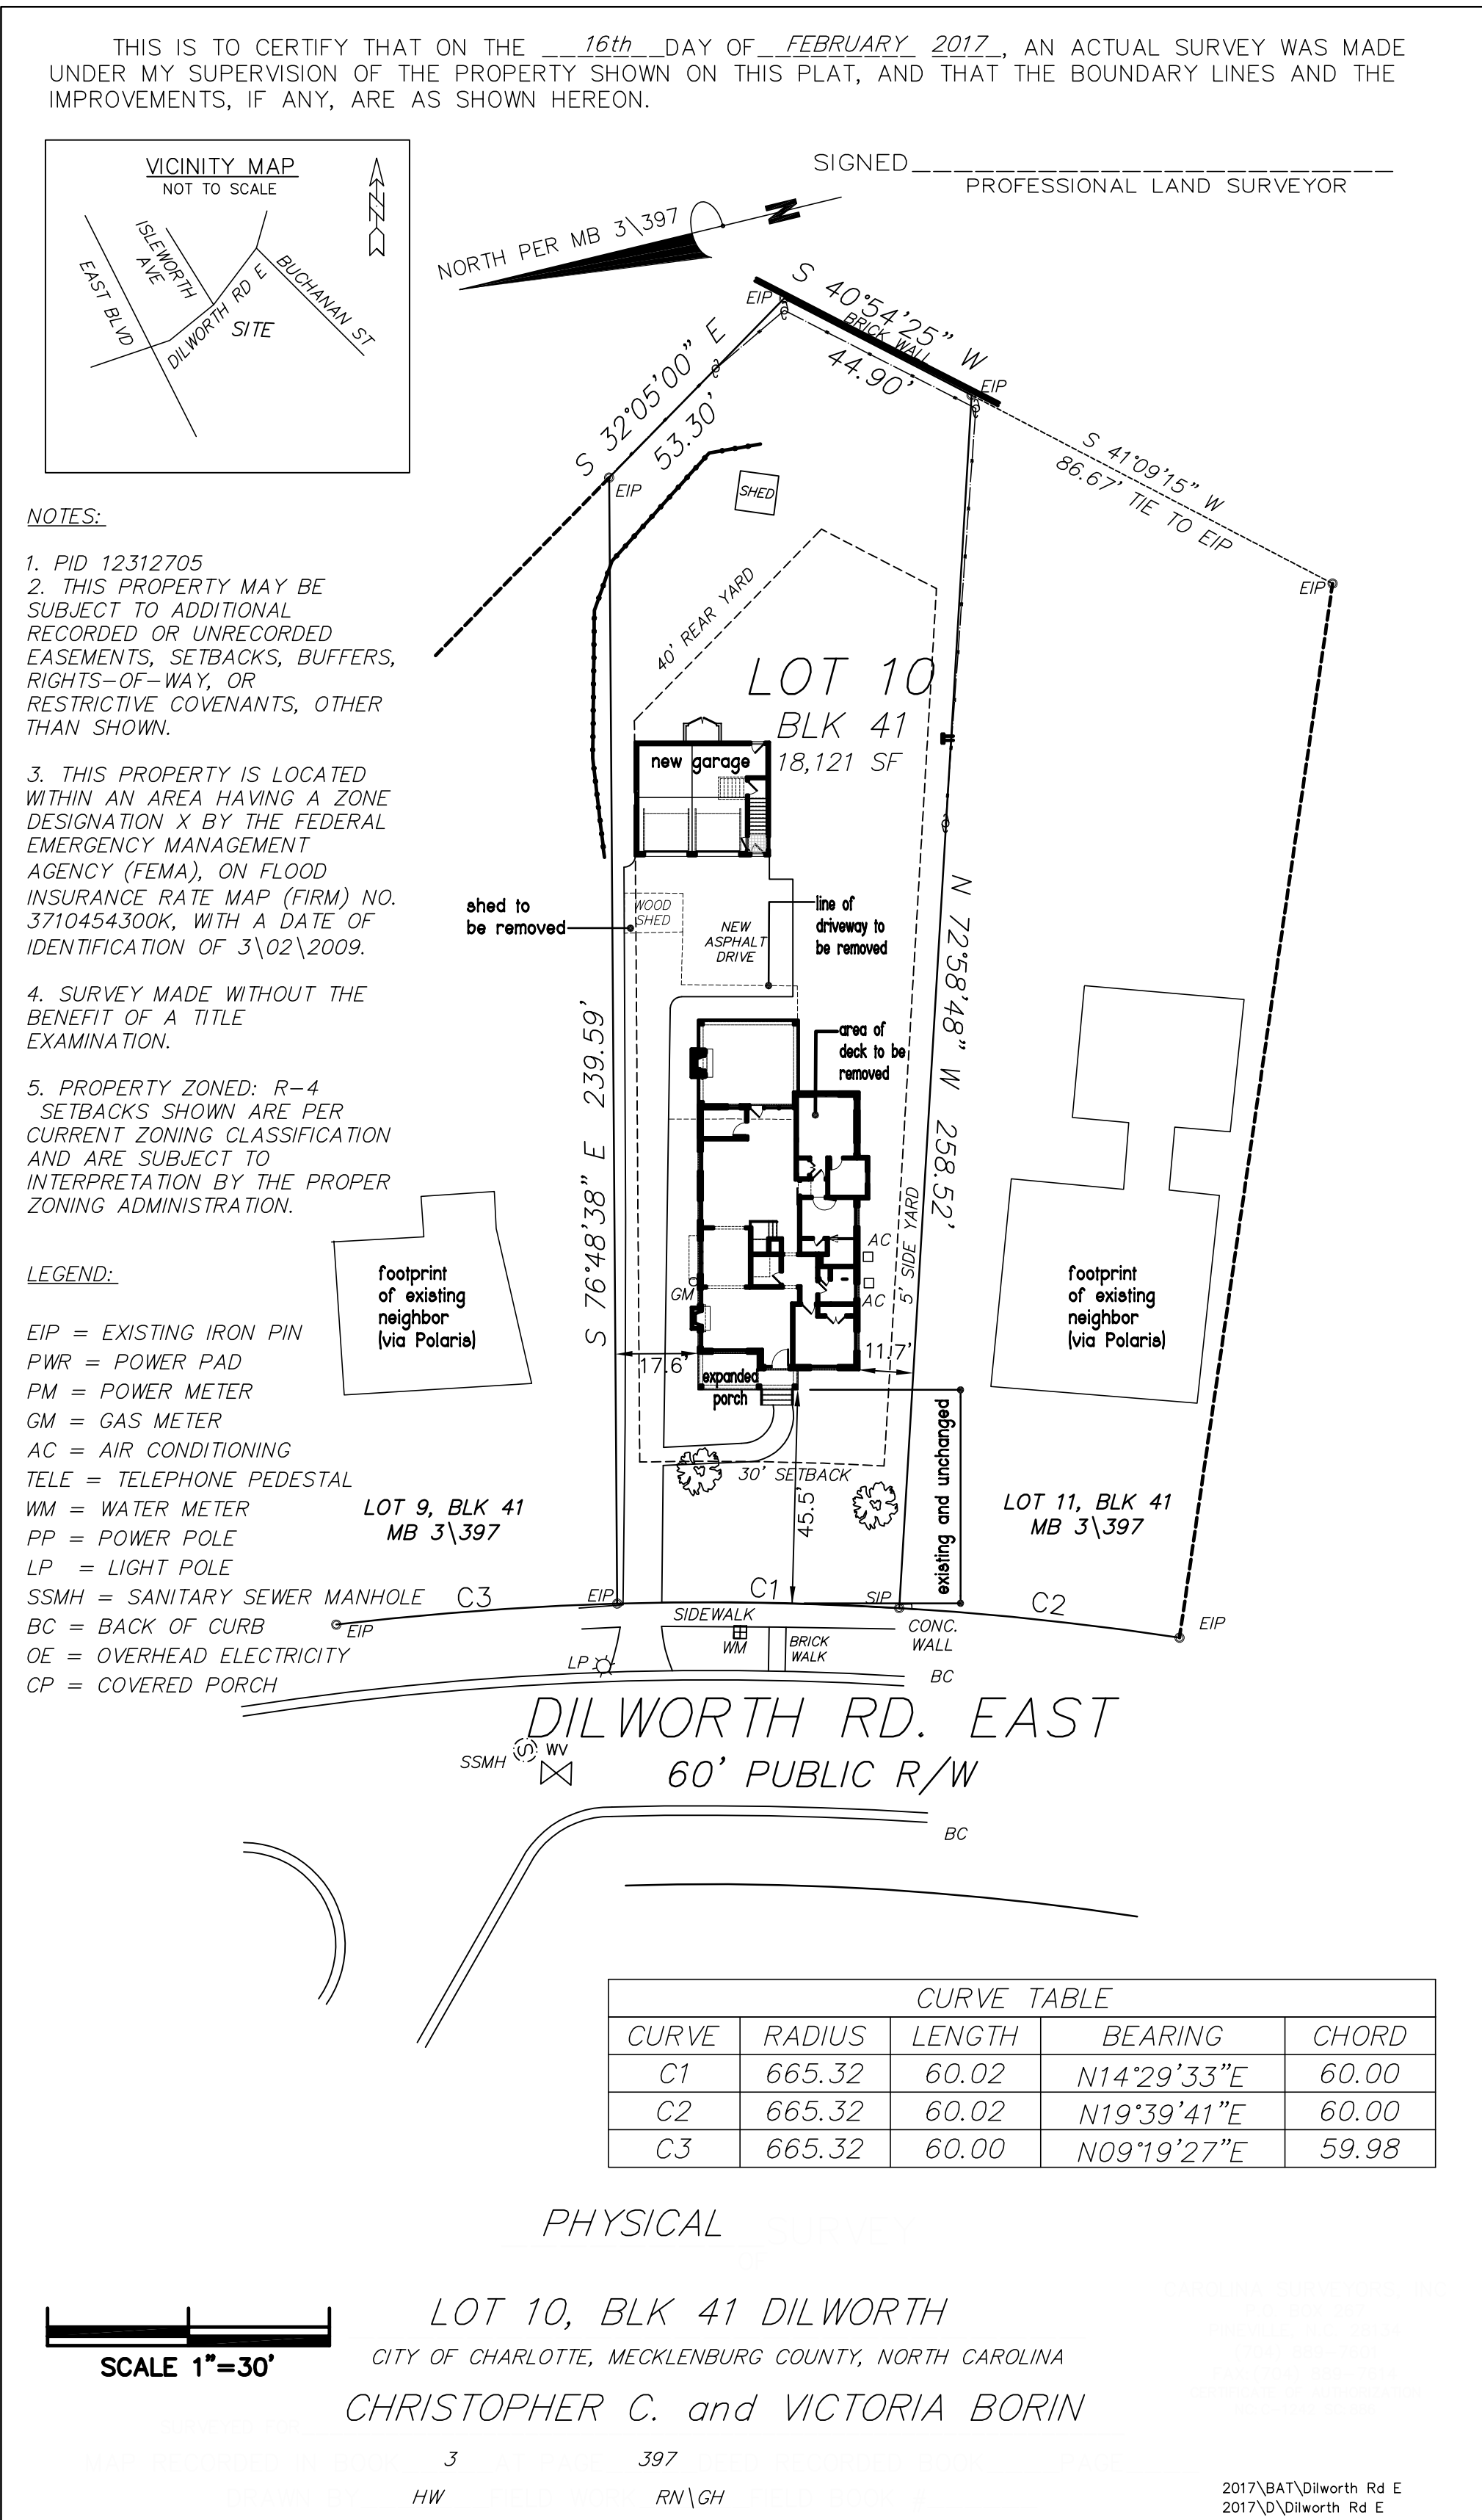 THIS IS TO CERTIFY THAT ON THE 16th DAY OF FEBRUARY 2017, AN ACTUAL SURVEY WAS MADE
UNDER MY SUPERVISION OF THE PROPERTY SHOWN ON THIS PLAT, AND THAT THE BOUNDARY LINES AND THE
IMPROVEMENTS, IF ANY, ARE AS SHOWN HEREON.
SIGNED
PROFESSIONAL LAND SURVEYOR
VICINITY MAP
NOT TO SCALE
N
ISLEWORTH
AVE
EAST BLVD
DILWORTH RD E
BUCHANAN ST
SITE
NORTH PER MB 3\397
N
EIP
S 40°54'25" W
BRICK WALL
44.90'
EIP
S 32°05'00" E
53.30'
EIP
S 41°09'15" W
86.67' TIE TO EIP
EIP
SHED
NOTES:
1. PID 12312705
2. THIS PROPERTY MAY BE
SUBJECT TO ADDITIONAL
RECORDED OR UNRECORDED
EASEMENTS, SETBACKS, BUFFERS,
RIGHTS-OF-WAY, OR
RESTRICTIVE COVENANTS, OTHER
THAN SHOWN.
3. THIS PROPERTY IS LOCATED
WITHIN AN AREA HAVING A ZONE
DESIGNATION X BY THE FEDERAL
EMERGENCY MANAGEMENT
AGENCY (FEMA), ON FLOOD
INSURANCE RATE MAP (FIRM) NO.
3710454300K, WITH A DATE OF
IDENTIFICATION OF 3\02\2009.
4. SURVEY MADE WITHOUT THE
BENEFIT OF A TITLE
EXAMINATION.
5. PROPERTY ZONED: R-4
SETBACKS SHOWN ARE PER
CURRENT ZONING CLASSIFICATION
AND ARE SUBJECT TO
INTERPRETATION BY THE PROPER
ZONING ADMINISTRATION.
LEGEND:
EIP = EXISTING IRON PIN
PWR = POWER PAD
PM = POWER METER
GM = GAS METER
AC = AIR CONDITIONING
TELE = TELEPHONE PEDESTAL
WM = WATER METER
PP = POWER POLE
LP = LIGHT POLE
SSMH = SANITARY SEWER MANHOLE
BC = BACK OF CURB
OE = OVERHEAD ELECTRICITY
CP = COVERED PORCH
40' REAR YARD
LOT 10
BLK 41
18,121 SF
new garage
shed to
be removed
WOOD
SHED
NEW
ASPHALT
DRIVE
line of
driveway to
be removed
N 72°58'48" W 258.52'
S 76°48'38" E 239.59'
area of
deck to be
removed
5' SIDE YARD
AC
AC
GM
footprint
of existing
neighbor
(via Polaris)
footprint
of existing
neighbor
(via Polaris)
17.6'
11.7'
expanded
porch
30' SETBACK
45.5'
existing and unchanged
LOT 9, BLK 41
MB 3\397
LOT 11, BLK 41
MB 3\397
C3
EIP
EIP
C1
SIP
C2
EIP
SIDEWALK
WM
BRICK
WALK
CONC.
WALL
LP
BC
DILWORTH RD. EAST
60' PUBLIC R/W
SSMH
S
WV
BC
CURVE TABLE
CURVE RADIUS LENGTH BEARING CHORD
C1 665.32 60.02 N14°29'33"E 60.00
C2 665.32 60.02 N19°39'41"E 60.00
C3 665.32 60.00 N09°19'27"E 59.98
PHYSICAL
LOT 10, BLK 41 DILWORTH
CITY OF CHARLOTTE, MECKLENBURG COUNTY, NORTH CAROLINA
CHRISTOPHER C. and VICTORIA BORIN
SCALE 1"=30'
3 397
HW RN\GH
2017\BAT\Dilworth Rd E
2017\D\Dilworth Rd E